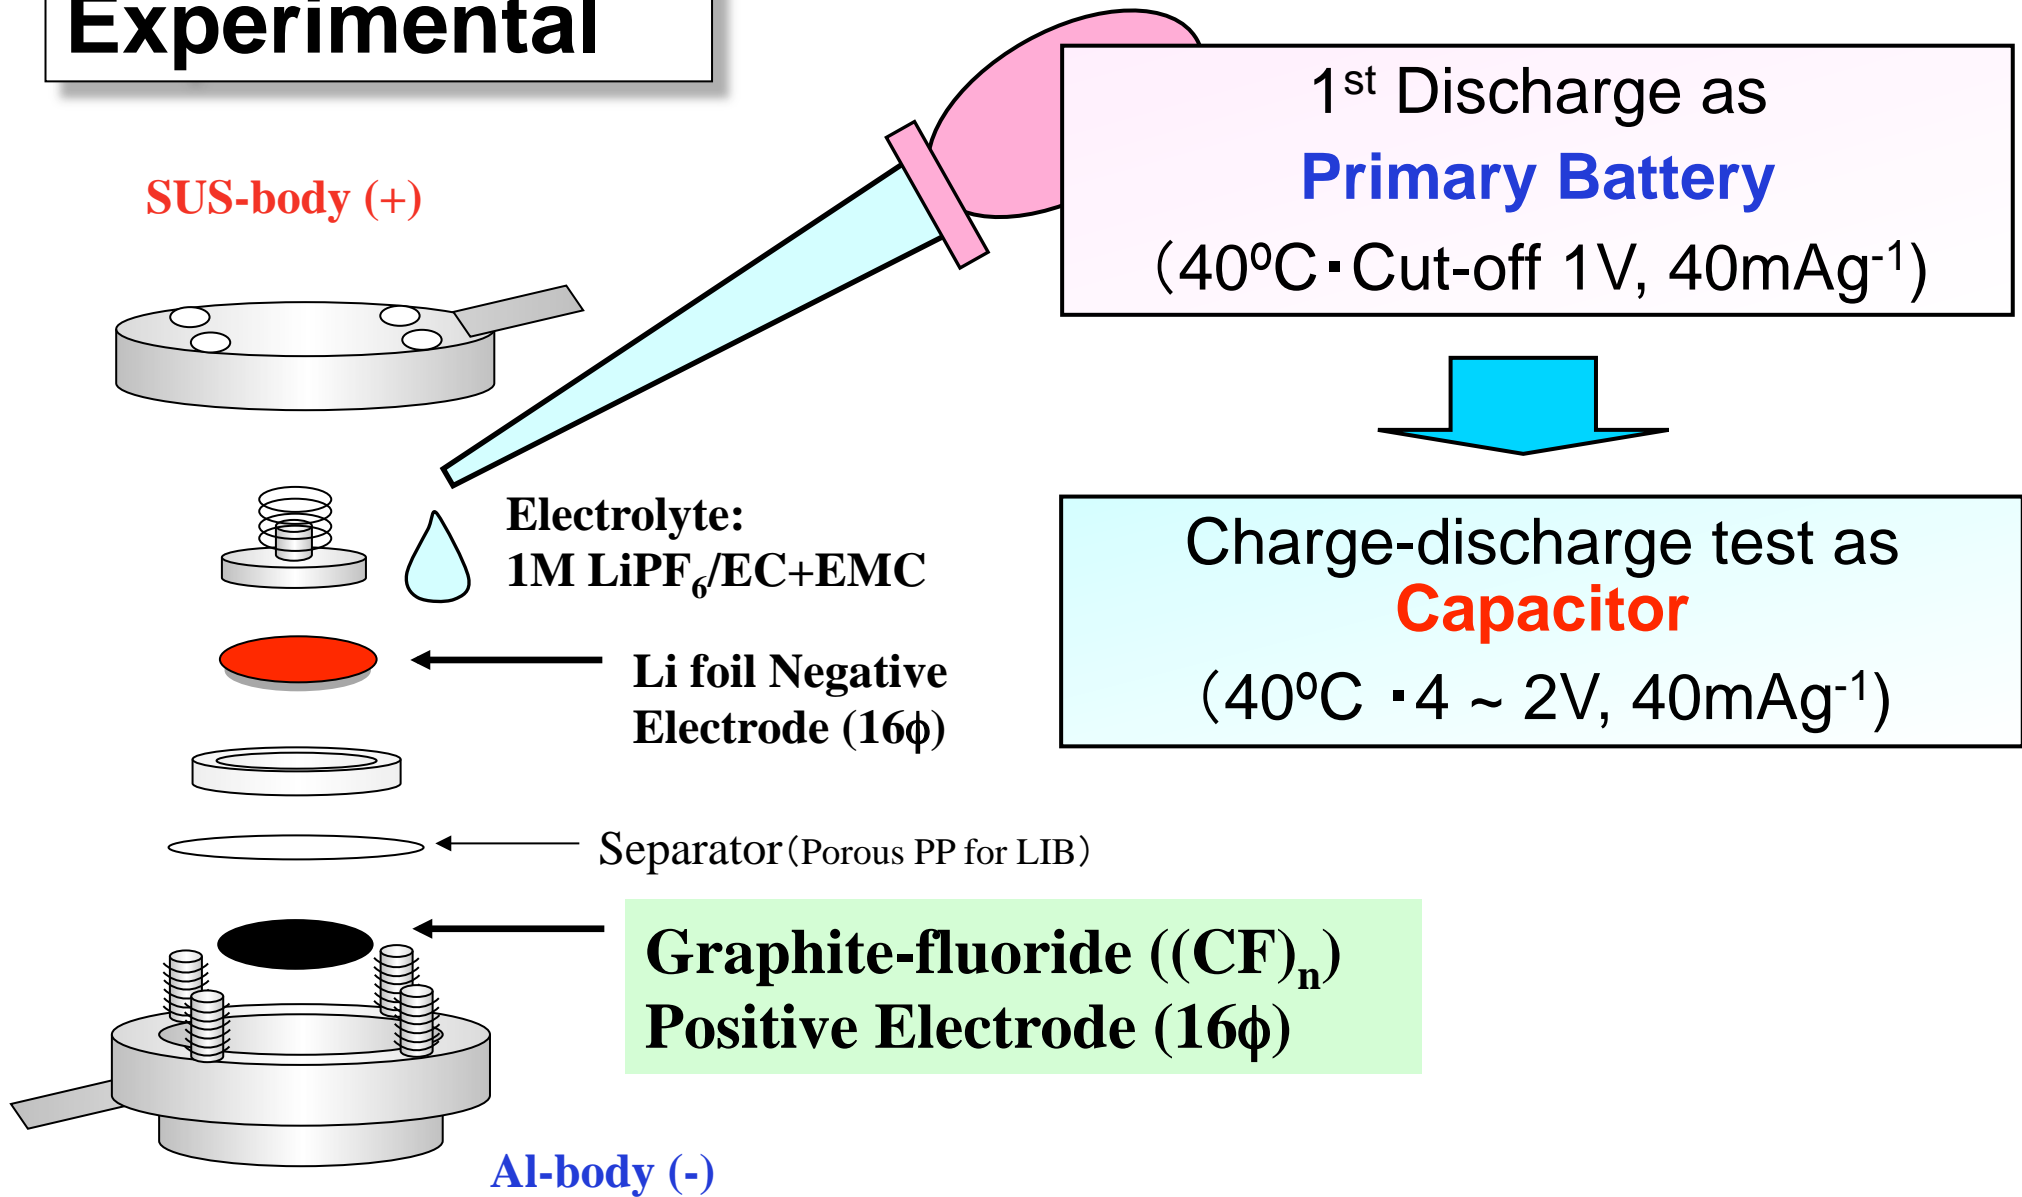 Experimental
SUS-body (+)
1st Discharge as
Primary Battery
（40ºC･Cut-off 1V, 40mAg-1)
Electrolyte:
1M LiPF6/EC+EMC
Charge-discharge test as
Capacitor
（40ºC ･4 ~ 2V, 40mAg-1)
Li foil Negative
Electrode (16ϕ)
Separator（Porous PP for LIB）
Graphite-fluoride ((CF)n)
Positive Electrode (16ϕ)
Al-body (-)